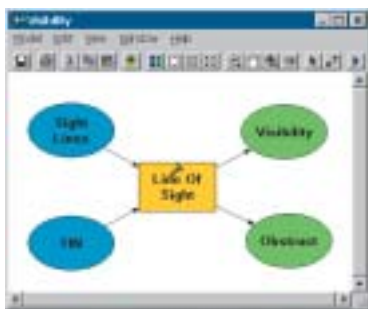 Visibility
Model Edit View Window Help
Sight
Lines
Visibility
Line Of
Sight
TIN
Obstruct